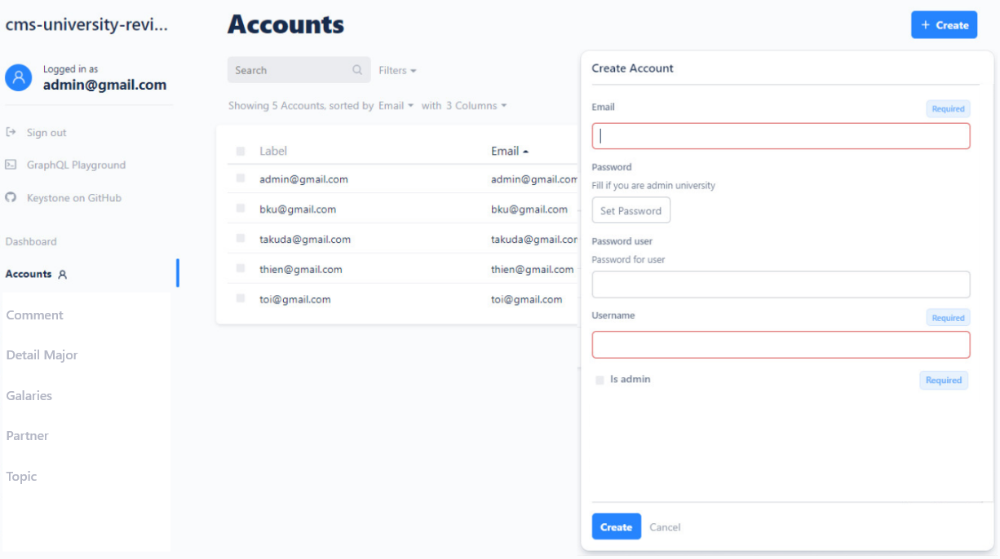 cms-university-revi...
Logged in as
admin@gmail.com
Sign out
GraphQL Playground
Keystone on GitHub
Dashboard
Accounts
Comment
Detail Major
Galaries
Partner
Topic
Accounts
+ Create
Search
Filters
Showing 5 Accounts, sorted by Email with 3 Columns
Label Email
admin@gmail.com admin@gmail.com
bku@gmail.com bku@gmail.com
takuda@gmail.com takuda@gmail.cor
thien@gmail.com thien@gmail.com
toi@gmail.com toi@gmail.com
Create Account
Email Required
Password
Fill if you are admin university
Set Password
Password user
Password for user
Username Required
Is admin Required
Create Cancel